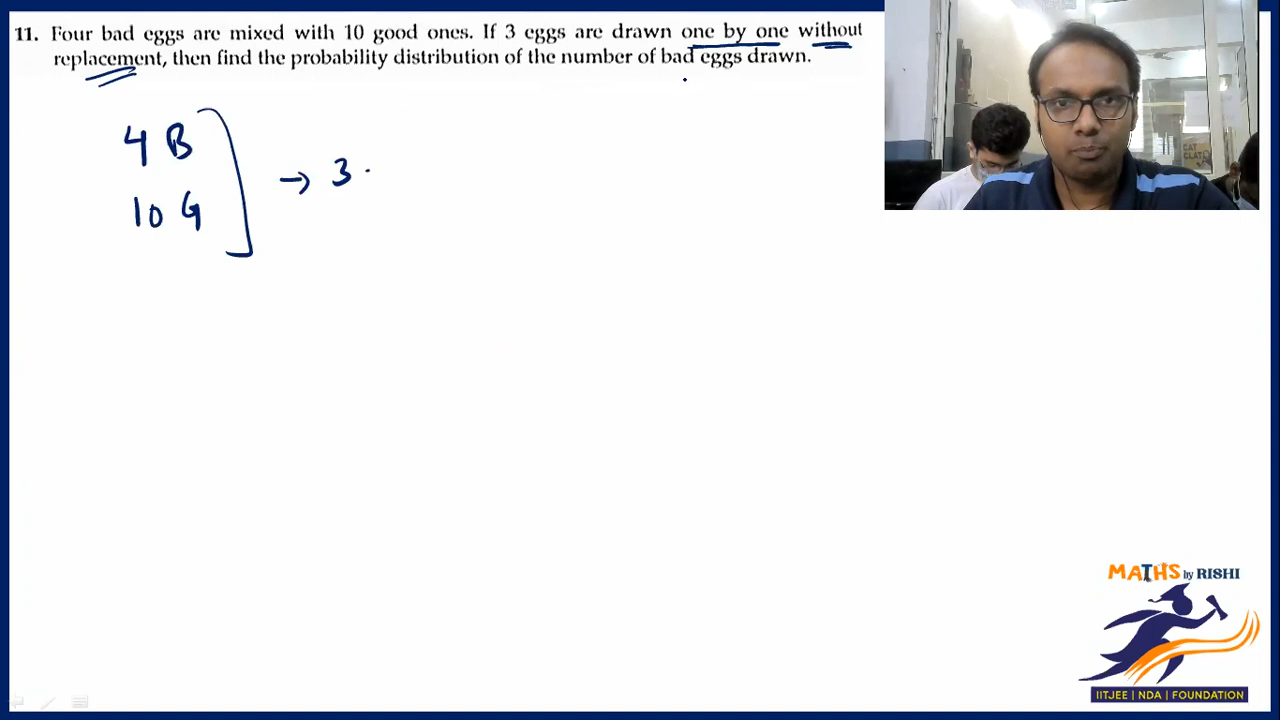 11. Four bad eggs are mixed with 10 good ones. If 3 eggs are drawn one by one without
replacement, then find the probability distribution of the number of bad eggs drawn.
4 B
10 G
→ 3
CAT
CLAT
MATHS by RISHI
IITJEE | NDA | FOUNDATION